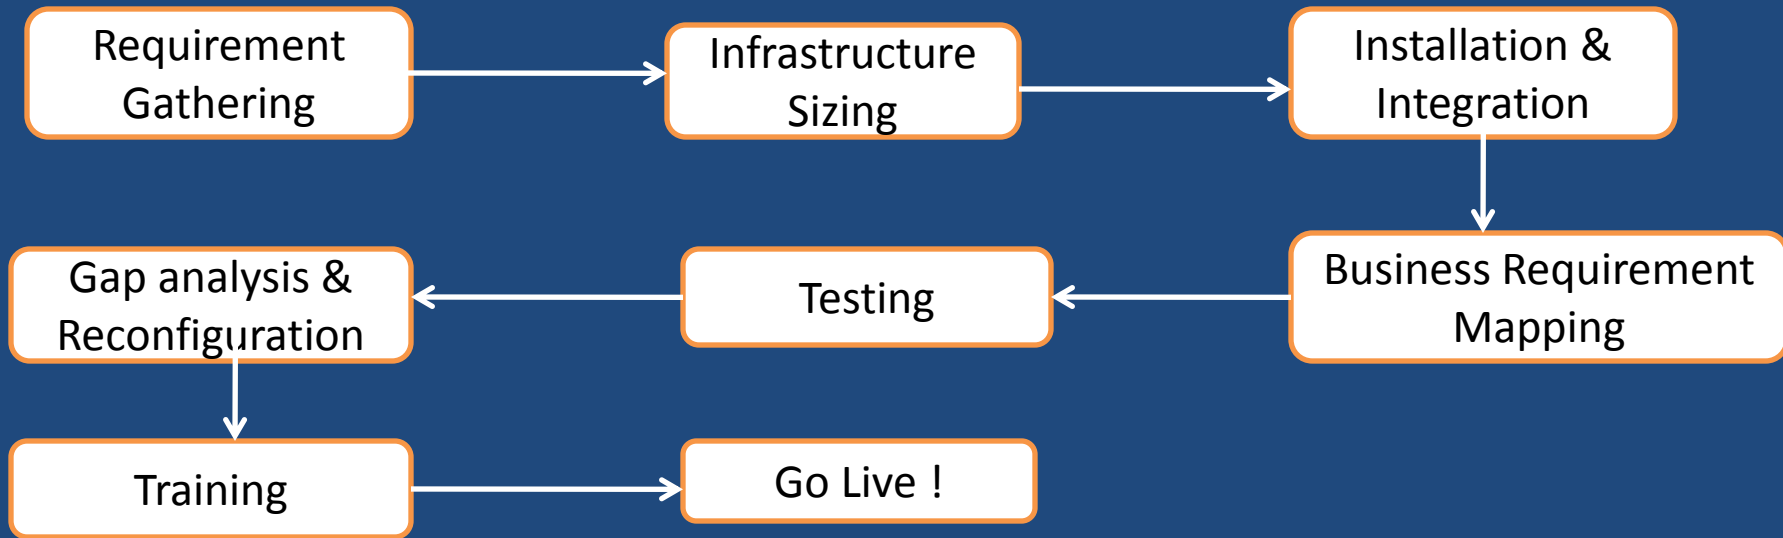 Requirement
Gathering
Infrastructure
Sizing
Installation &
Integration
Business Requirement
Mapping
Testing
Gap analysis &
Reconfiguration
Training
Go Live !